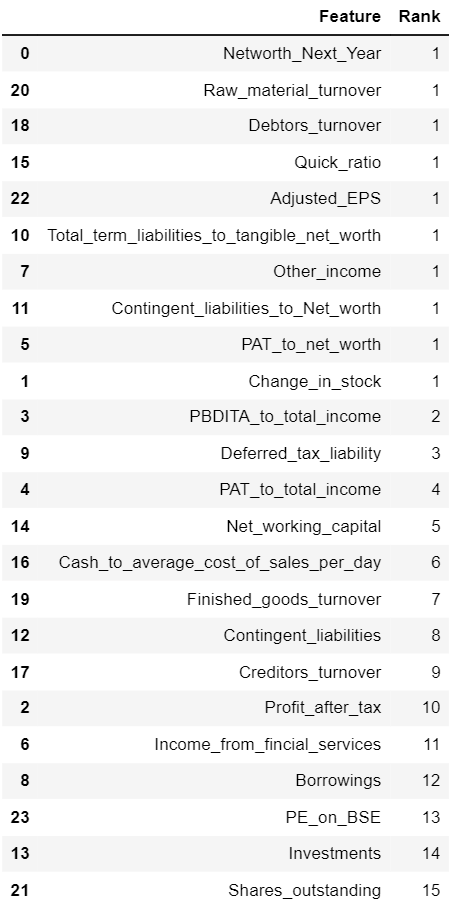 Feature Rank
0 Networth_Next_Year 1
20 Raw_material_turnover 1
18 Debtors_turnover 1
15 Quick_ratio 1
22 Adjusted_EPS 1
10 Total_term_liabilities_to_tangible_net_worth 1
7 Other_income 1
11 Contingent_liabilities_to_Net_worth 1
5 PAT_to_net_worth 1
1 Change_in_stock 1
3 PBDITA_to_total_income 2
9 Deferred_tax_liability 3
4 PAT_to_total_income 4
14 Net_working_capital 5
16 Cash_to_average_cost_of_sales_per_day 6
19 Finished_goods_turnover 7
12 Contingent_liabilities 8
17 Creditors_turnover 9
2 Profit_after_tax 10
6 Income_from_fincial_services 11
8 Borrowings 12
23 PE_on_BSE 13
13 Investments 14
21 Shares_outstanding 15